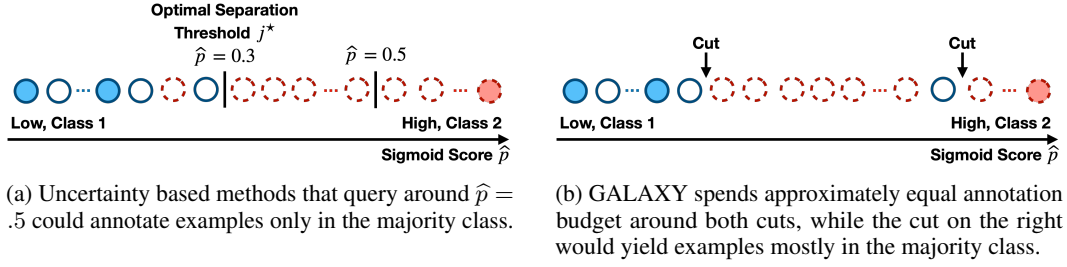 Optimal Separation
Threshold j⋆
p̂ = 0.3
p̂ = 0.5
Low, Class 1
High, Class 2
Sigmoid Score p̂
(a) Uncertainty based methods that query around p̂ =
.5 could annotate examples only in the majority class.
Cut
Cut
Low, Class 1
High, Class 2
Sigmoid Score p̂
(b) GALAXY spends approximately equal annotation
budget around both cuts, while the cut on the right
would yield examples mostly in the majority class.